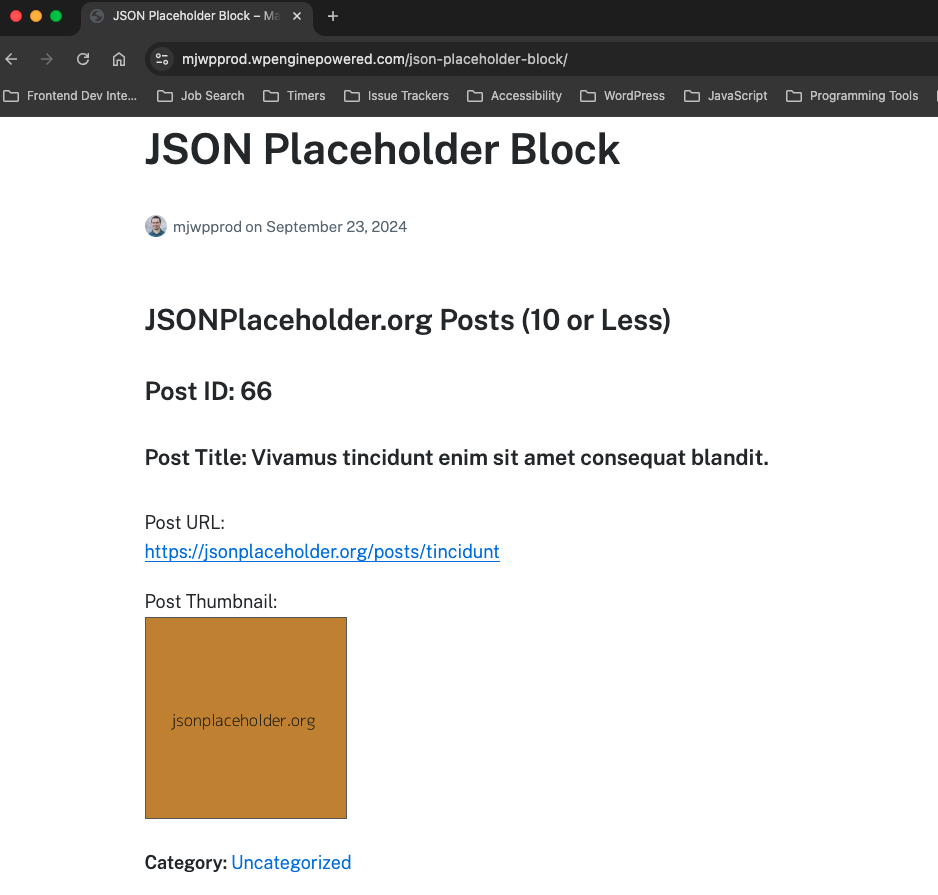 JSON Placeholder Block – Ma
mjwpprod.wpenginepowered.com/json-placeholder-block/
Frontend Dev Inte... Job Search Timers Issue Trackers Accessibility WordPress JavaScript Programming Tools
JSON Placeholder Block
mjwpprod on September 23, 2024
JSONPlaceholder.org Posts (10 or Less)
Post ID: 66
Post Title: Vivamus tincidunt enim sit amet consequat blandit.
Post URL:
https://jsonplaceholder.org/posts/tincidunt
Post Thumbnail:
jsonplaceholder.org
Category: Uncategorized